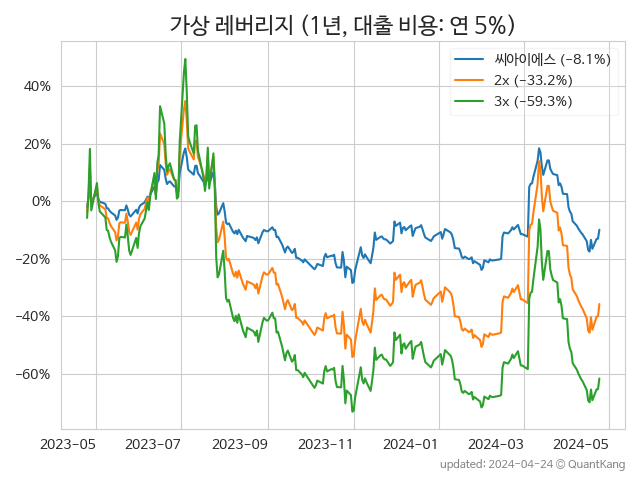 가상 레버리지 (1년, 대출 비용: 연 5%)
씨아이에스 (−8.1%)
2x (−33.2%)
3x (−59.3%)
40%
20%
0%
−20%
−40%
−60%
2023-05 2023-07 2023-09 2023-11 2024-01 2024-03 2024-05
updated: 2024-04-24 © QuantKang